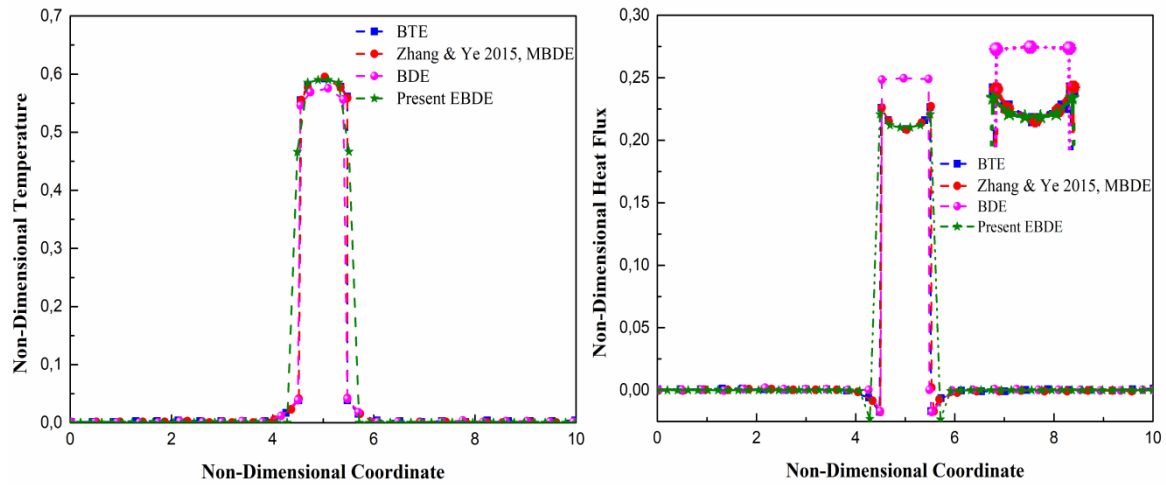 0,7
0,6
0,5
0,4
0,3
0,2
0,1
0,0
Non-Dimensional Temperature
BTE
Zhang & Ye 2015, MBDE
BDE
Present EBDE
0 2 4 6 8 10
Non-Dimensional Coordinate
0,30
0,25
0,20
0,15
0,10
0,05
0,00
Non-Dimensional Heat Flux
BTE
Zhang & Ye 2015, MBDE
BDE
Present EBDE
0 2 4 6 8 10
Non-Dimensional Coordinate